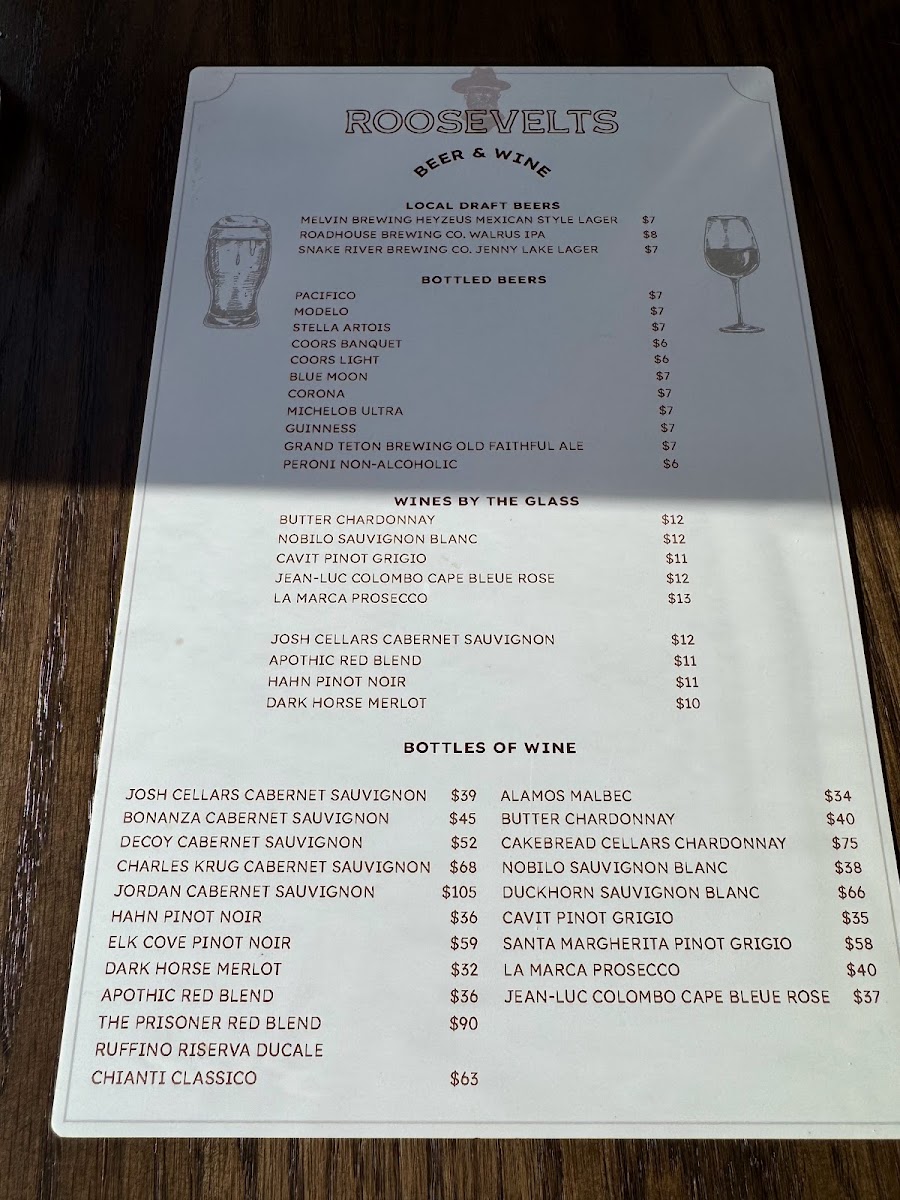 ROOSEVELTS
BEER & WINE
LOCAL DRAFT BEERS
MELVIN BREWING HEYZEUS MEXICAN STYLE LAGER $7
ROADHOUSE BREWING CO. WALRUS IPA $8
SNAKE RIVER BREWING CO. JENNY LAKE LAGER $7
BOTTLED BEERS
PACIFICO $7
MODELO $7
STELLA ARTOIS $7
COORS BANQUET $6
COORS LIGHT $6
BLUE MOON $7
CORONA $7
MICHELOB ULTRA $7
GUINNESS $7
GRAND TETON BREWING OLD FAITHFUL ALE $7
PERONI NON-ALCOHOLIC $6
WINES BY THE GLASS
BUTTER CHARDONNAY $12
NOBILO SAUVIGNON BLANC $12
CAVIT PINOT GRIGIO $11
JEAN-LUC COLOMBO CAPE BLEUE ROSE $12
LA MARCA PROSECCO $13
JOSH CELLARS CABERNET SAUVIGNON $12
APOTHIC RED BLEND $11
HAHN PINOT NOIR $11
DARK HORSE MERLOT $10
BOTTLES OF WINE
JOSH CELLARS CABERNET SAUVIGNON $39
BONANZA CABERNET SAUVIGNON $45
DECOY CABERNET SAUVIGNON $52
CHARLES KRUG CABERNET SAUVIGNON $68
JORDAN CABERNET SAUVIGNON $105
HAHN PINOT NOIR $36
ELK COVE PINOT NOIR $59
DARK HORSE MERLOT $32
APOTHIC RED BLEND $36
THE PRISONER RED BLEND $90
RUFFINO RISERVA DUCALE
CHIANTI CLASSICO $63
ALAMOS MALBEC $34
BUTTER CHARDONNAY $40
CAKEBREAD CELLARS CHARDONNAY $75
NOBILO SAUVIGNON BLANC $38
DUCKHORN SAUVIGNON BLANC $66
CAVIT PINOT GRIGIO $35
SANTA MARGHERITA PINOT GRIGIO $58
LA MARCA PROSECCO $40
JEAN-LUC COLOMBO CAPE BLEUE ROSE $37